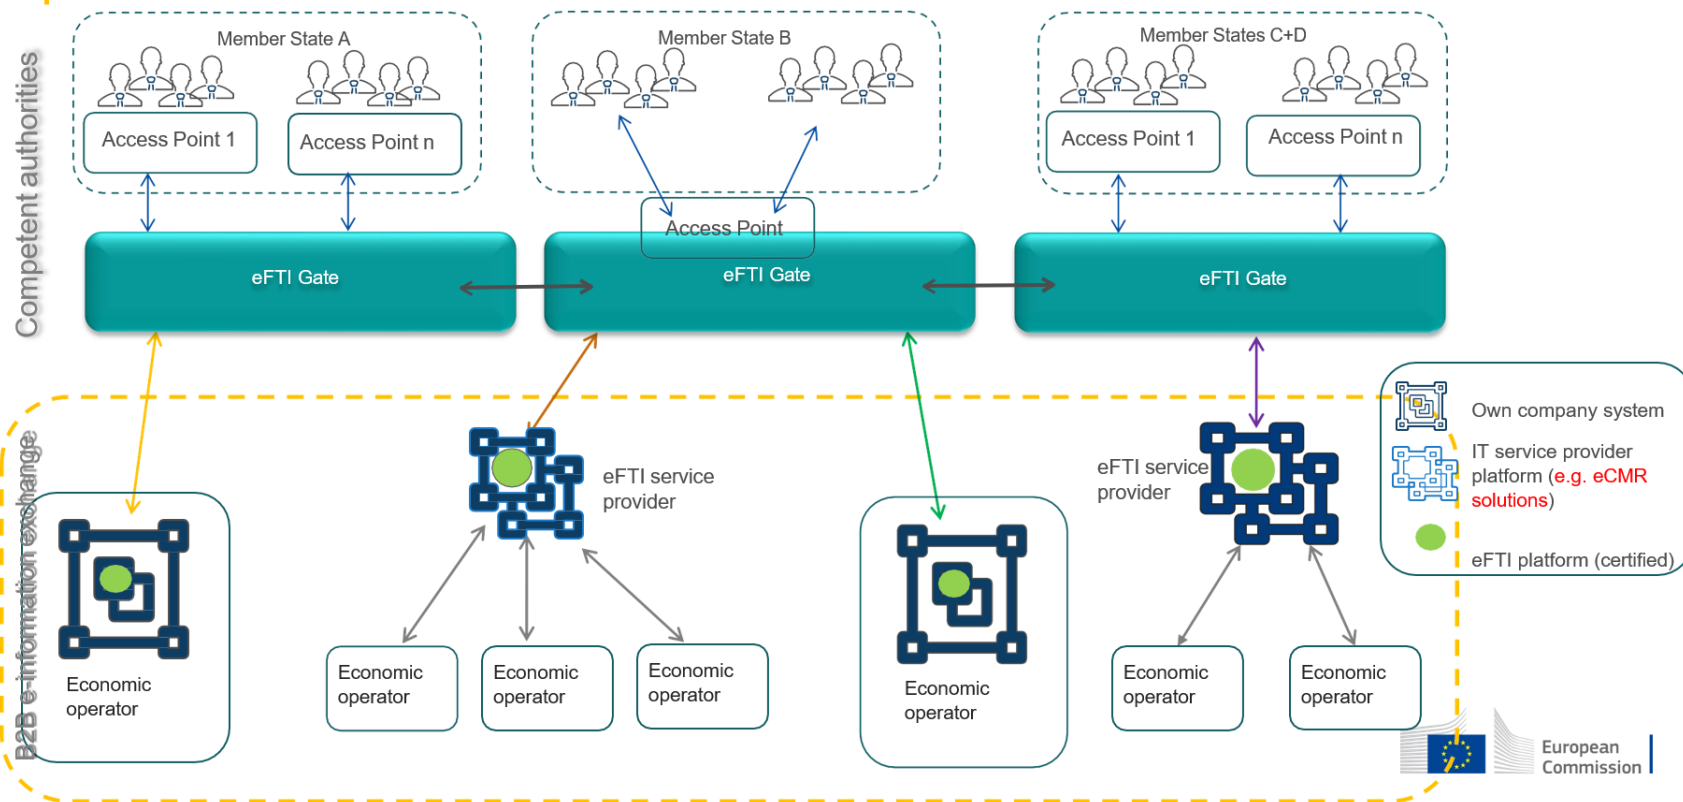 Competent authorities
Member State A
Access Point 1
Access Point n
Member State B
Access Point
Member States C+D
Access Point 1
Access Point n
eFTI Gate
eFTI Gate
eFTI Gate
B2B e-information exchange
Economic
operator
eFTI service
provider
Economic
operator
Economic
operator
Economic
operator
Economic
operator
eFTI service
provider
Economic
operator
Economic
operator
Own company system
IT service provider
platform (e.g. eCMR
solutions)
eFTI platform (certified)
European
Commission